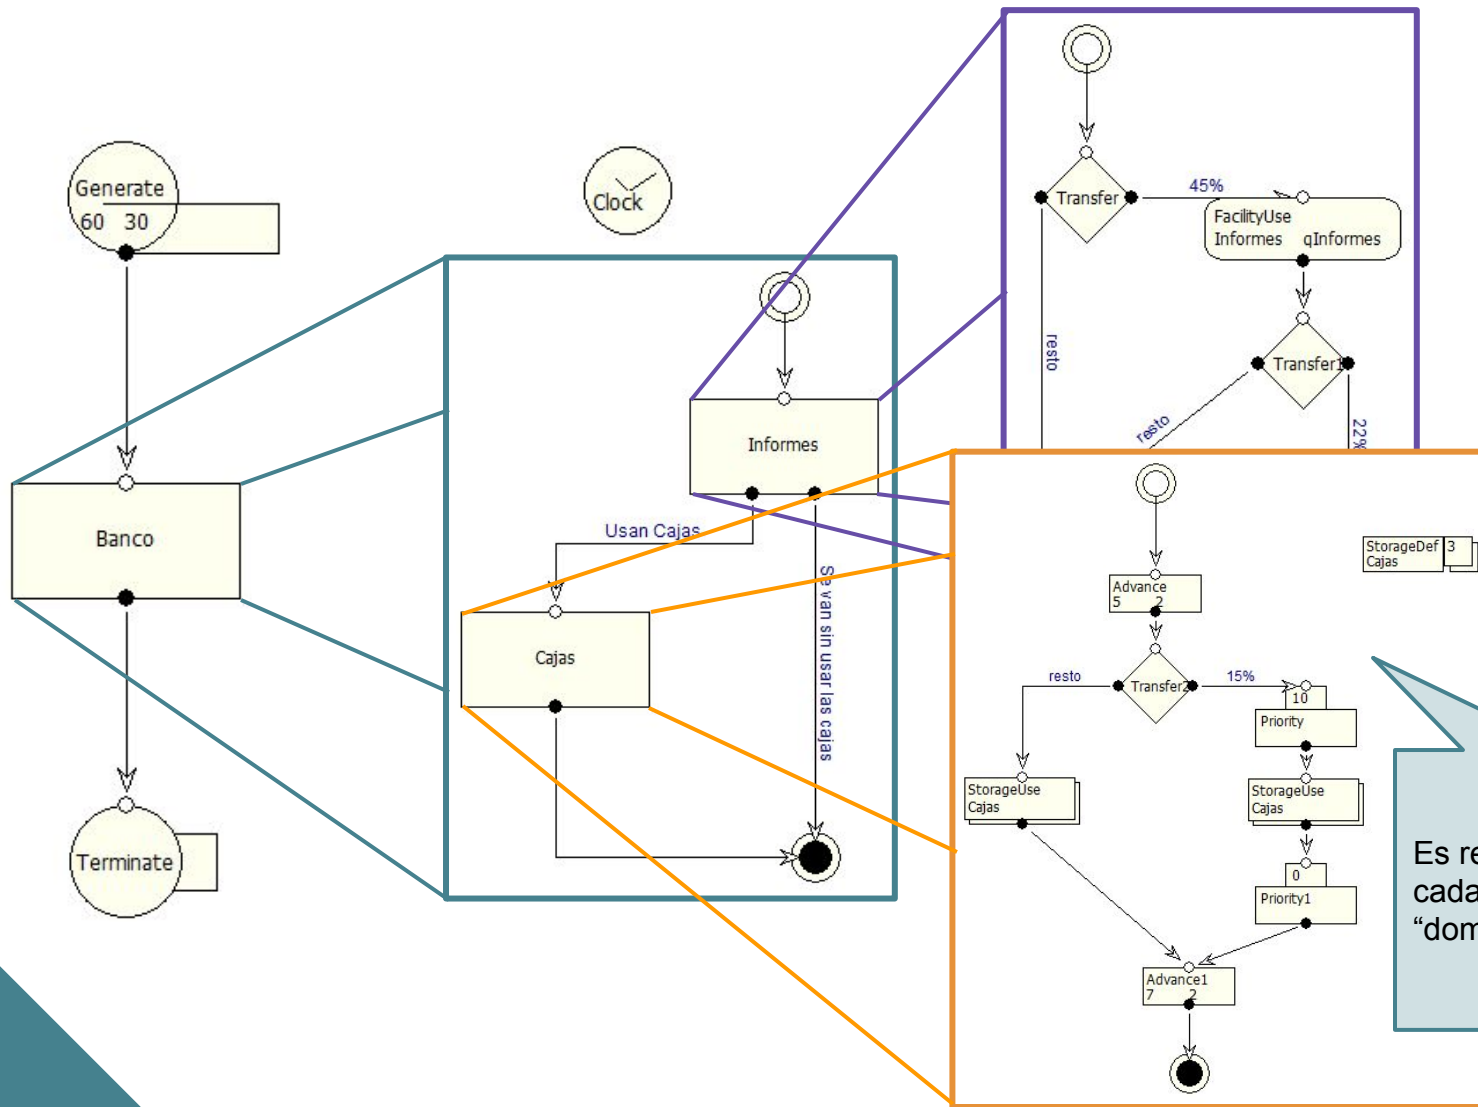 Generate
60 30
Banco
Terminate
Clock
Informes
Usan Cajas
Se van sin usar las cajas
Cajas
Transfer
45%
FacilityUse
Informes qInformes
resto
Transfer1
resto
22%
Advance
5 2
StorageDef 3
Cajas
Transfer2
resto
15%
10
Priority
StorageUse
Cajas
StorageUse
Cajas
0
Priority1
Advance1
7 2
Es
cada